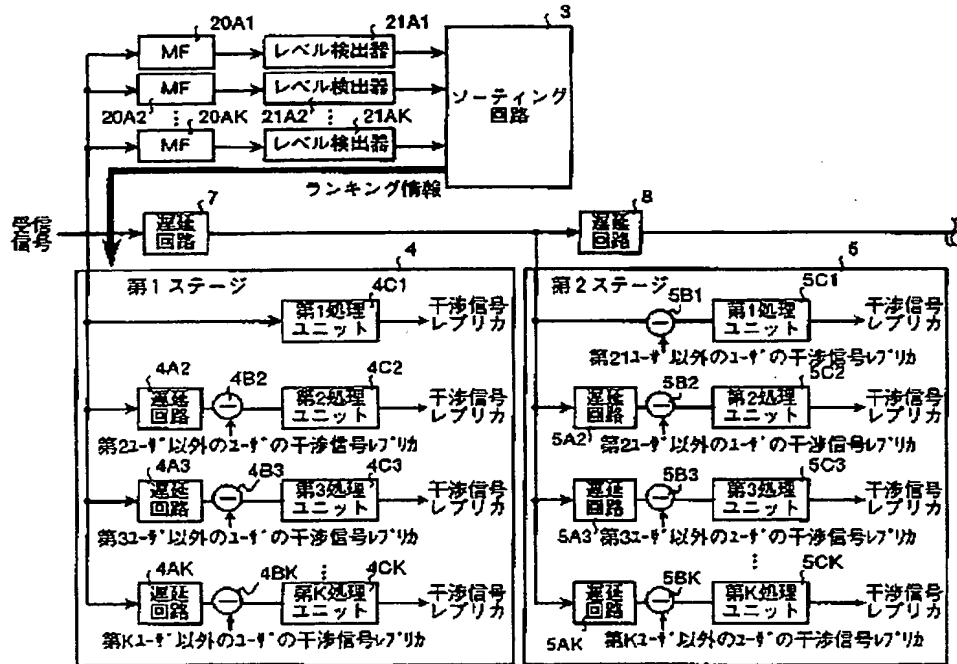 20A1
21A1
3
MF
レベル検出器
MF
レベル検出器
20A2
20AK
21A2
21AK
MF
レベル検出器
ソーティング
回路
ランキング情報
7
8
受信
信号
遅延
回路
遅延
回路
4
5
第1ステージ
4C1
第1処理
ユニット
干渉信号
レプリカ
4A2
4B2
4C2
遅延
回路
第2処理
ユニット
干渉信号
レプリカ
第2ユーザ以外のユーザの干渉信号レプリカ
4A3
4B3
4C3
遅延
回路
第3処理
ユニット
干渉信号
レプリカ
第3ユーザ以外のユーザの干渉信号レプリカ
4AK
4BK
4CK
遅延
回路
第K処理
ユニット
干渉信号
レプリカ
第Kユーザ以外のユーザの干渉信号レプリカ
第2ステージ
5B1
5C1
第1処理
ユニット
干渉信号
レプリカ
第21ユーザ以外のユーザの干渉信号レプリカ
5B2
5C2
遅延
回路
第2処理
ユニット
干渉信号
レプリカ
5A2
第2ユーザ以外のユーザの干渉信号レプリカ
5B3
5C3
遅延
回路
第3処理
ユニット
干渉信号
レプリカ
5A3
第3ユーザ以外のユーザの干渉信号レプリカ
5BK
5CK
遅延
回路
第K処理
ユニット
干渉信号
レプリカ
5AK
第Kユーザ以外のユーザの干渉信号レプリカ